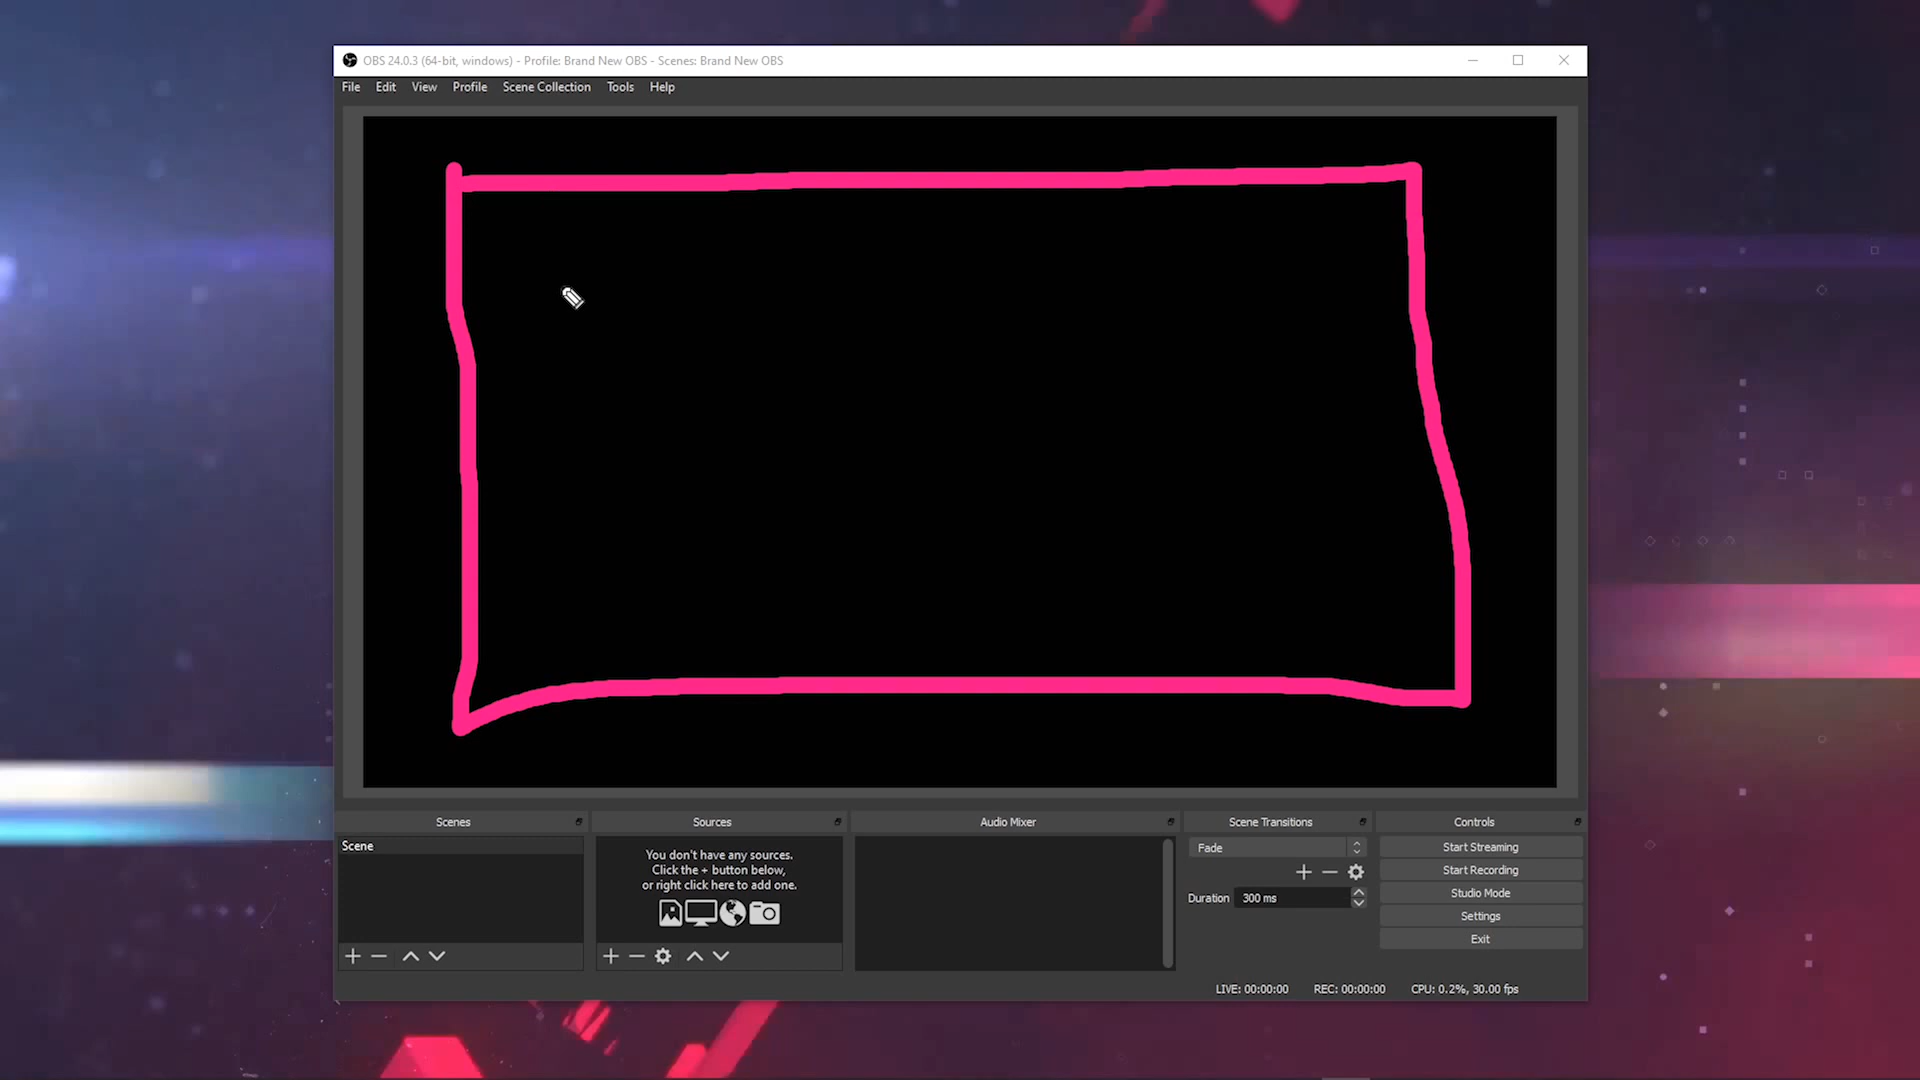 OBS 24.0.3 (64-bit, windows) - Profile: Brand New OBS - Scenes: Brand New OBS
File Edit View Profile Scene Collection Tools Help
Scenes Sources Audio Mixer Scene Transitions Controls
Scene
You don't have any sources.
Click the + button below,
or right click here to add one.
Fade
Duration 300 ms
Start Streaming
Start Recording
Studio Mode
Settings
Exit
LIVE: 00:00:00 REC: 00:00:00 CPU: 0.2%, 30.00 fps